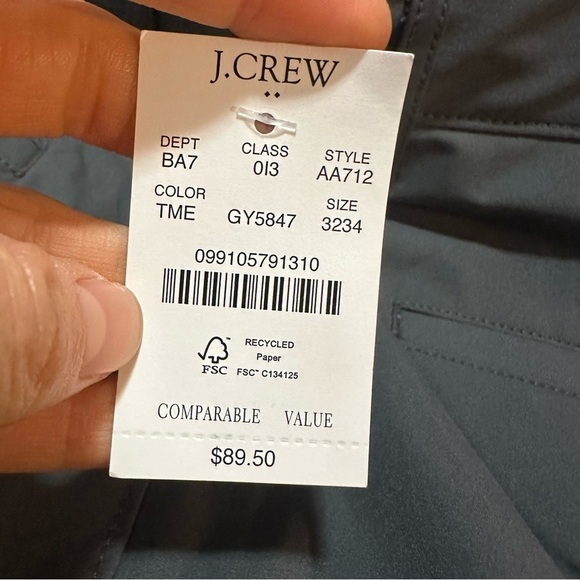 J.CREW
DEPT CLASS STYLE
BA7 0I3 AA712
COLOR SIZE
TME GY5847 3234
099105791310
RECYCLED
Paper
FSC™ C134125
FSC
COMPARABLE VALUE
$89.50